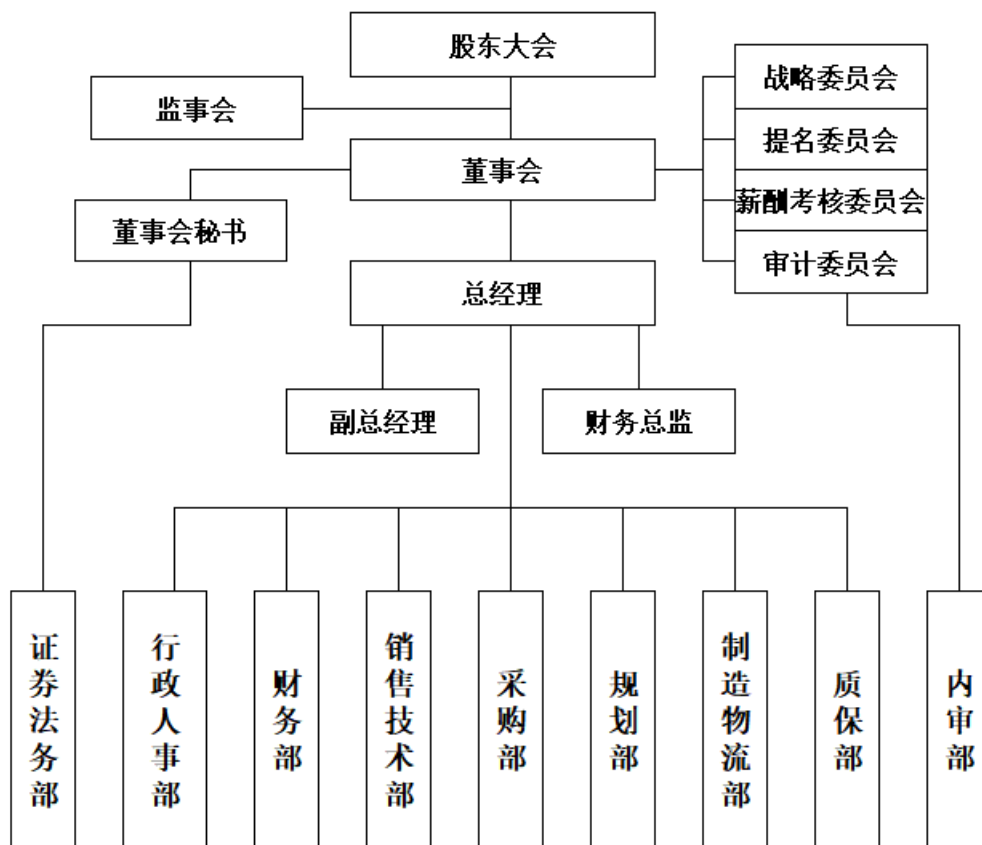 股东大会
战略委员会
监事会
提名委员会
董事会
薪酬考核委员会
董事会秘书
审计委员会
总经理
副总经理
财务总监
证券法务部
行政人事部
财务部
销售技术部
采购部
规划部
制造物流部
质保部
内审部